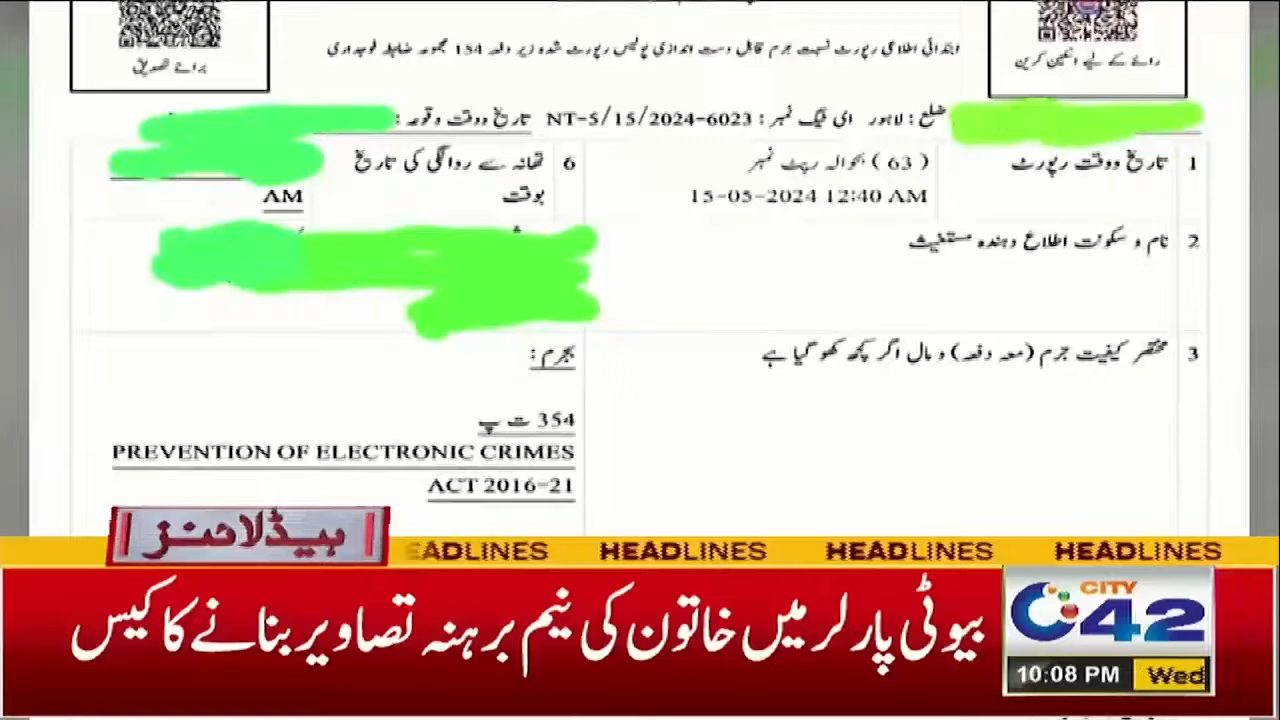 ابتدائی اطلاعی رپورٹ نسبت جرم قابل دست اندازی پولیس رپورٹ شدہ زیر دفعہ 154 مجموعہ ضابطہ فوجداری
برائے تصدیق
کے لیے اسکین کریں
ضلع : لاہور ای ٹیگ نمبر : NT-5/15/2024-6023 تاریخ ووقت وقوعہ :
1 تاریخ ووقت رپورٹ
( 63 ) بحوالہ رپٹ نمبر
15-05-2024 12:40 AM
6 تھانہ سے روانگی کی تاریخ
بوقت
AM
2 نام و سکونت اطلاع دہندہ مستغیث
3 مختصر کیفیت جرم (معہ دفعہ) و مال اگر کچھ کھو گیا ہے
بجرم :
354 ت پ
PREVENTION OF ELECTRONIC CRIMES
ACT 2016-21
ہیڈلائنز
EADLINES HEADLINES HEADLINES HEADLINES
بیوٹی پارلر میں خاتون کی نیم برہنہ تصاویر بنانے کا کیس
CITY
42
10:08 PM Wed